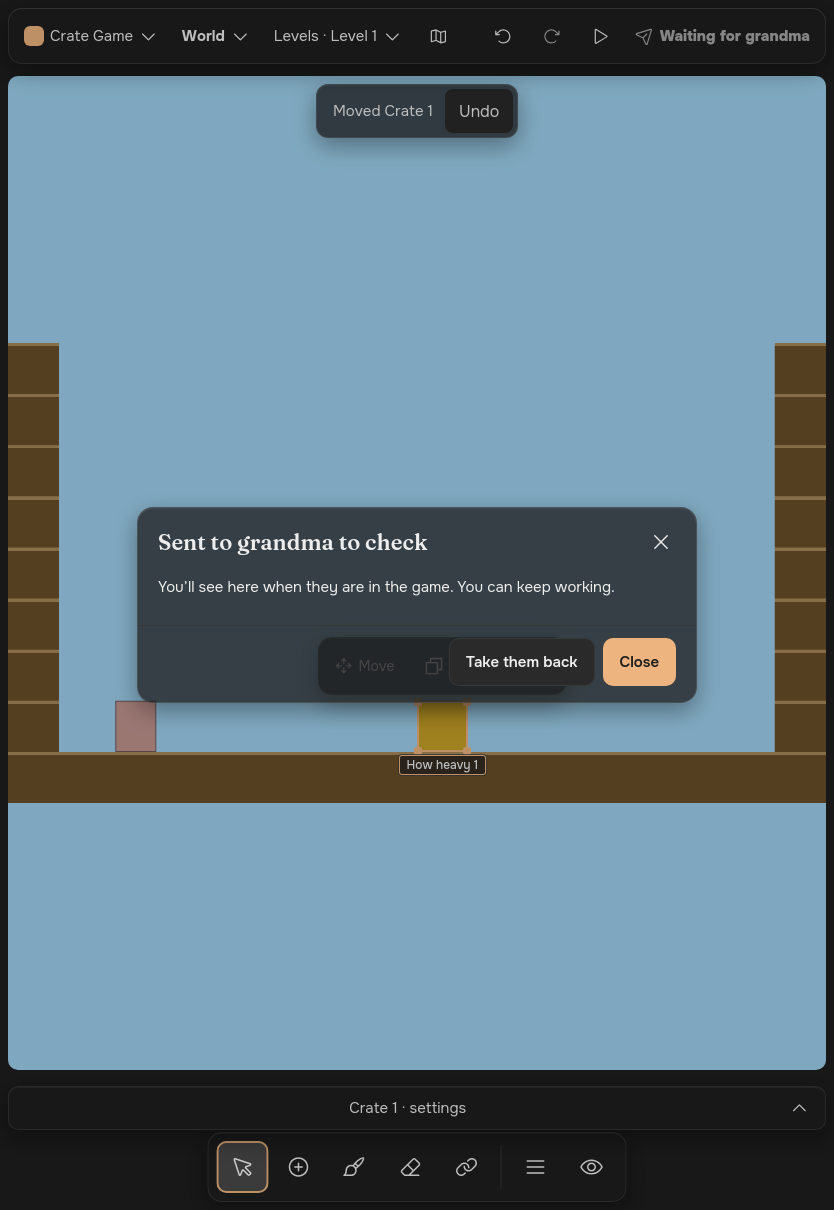 Crate Game World Levels · Level 1 Waiting for grandma
Moved Crate 1 Undo
Sent to grandma to check
You'll see here when they are in the game. You can keep working.
Move Take them back Close
How heavy 1
Crate 1 · settings